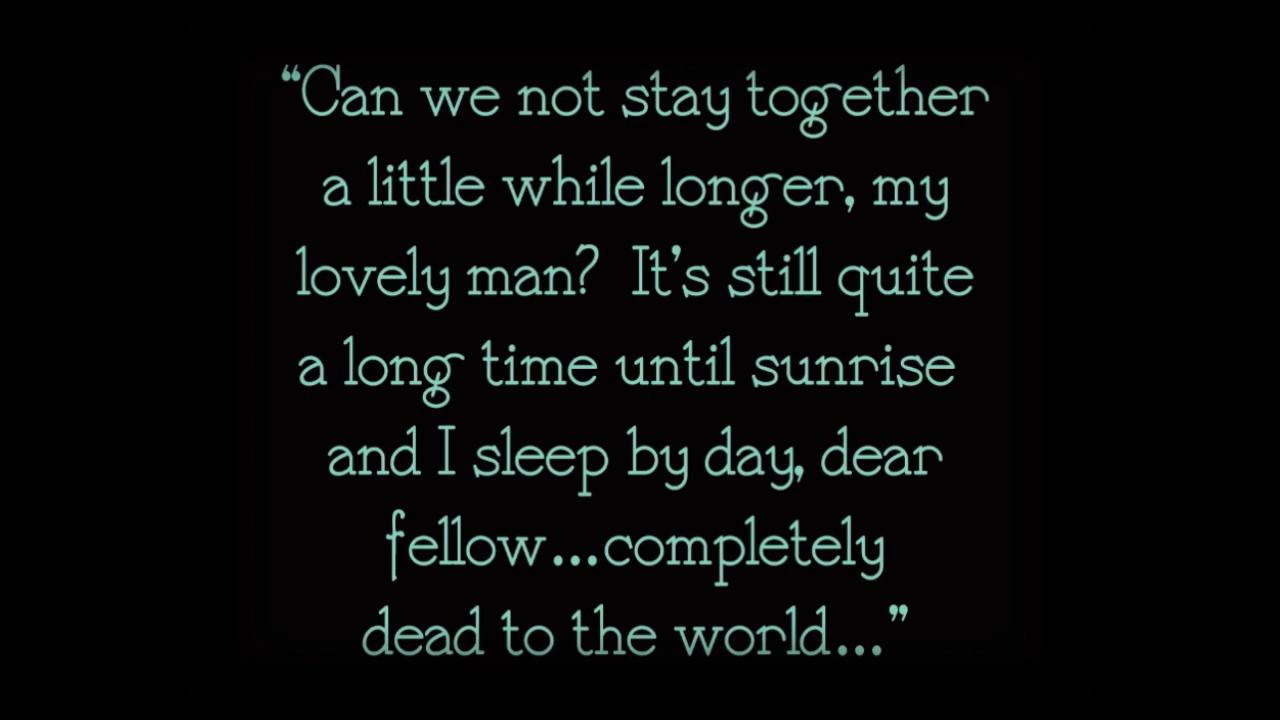 “Can we not stay together
a little while longer, my
lovely man? It’s still quite
a long time until sunrise
and I sleep by day, dear
fellow...completely
dead to the world...”